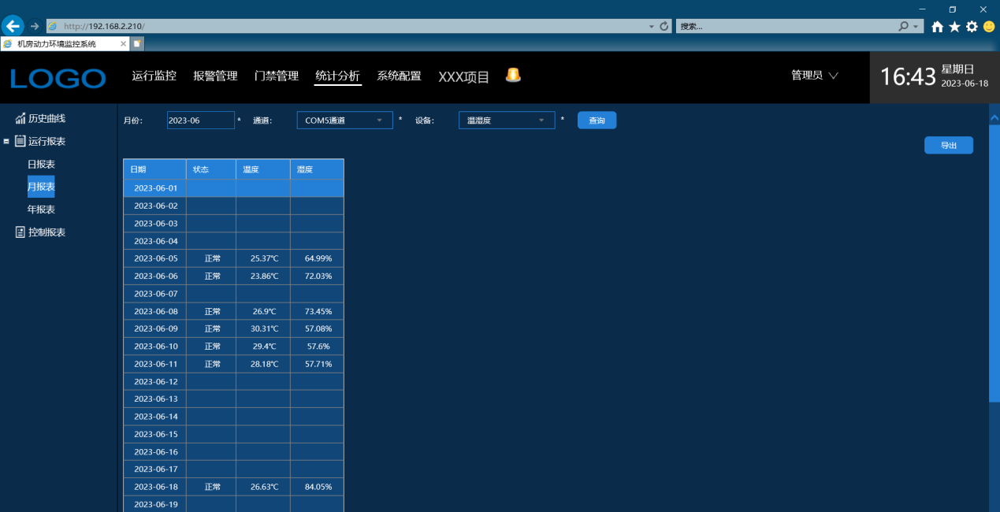 http://192.168.2.210/
搜索...
机房动力环境监控系统
LOGO
运行监控 报警管理 门禁管理 统计分析 系统配置 XXX项目
管理员
16:43
星期日
2023-06-18
历史曲线
运行报表
日报表
月报表
年报表
控制报表
月份: 2023-06 * 通道: COM5通道 * 设备: 温湿度 * 查询
导出
日期 状态 温度 湿度
2023-06-01
2023-06-02
2023-06-03
2023-06-04
2023-06-05 正常 25.37℃ 64.99%
2023-06-06 正常 23.86℃ 72.03%
2023-06-07
2023-06-08 正常 26.9℃ 73.45%
2023-06-09 正常 30.31℃ 57.08%
2023-06-10 正常 29.4℃ 57.6%
2023-06-11 正常 28.18℃ 57.71%
2023-06-12
2023-06-13
2023-06-14
2023-06-15
2023-06-16
2023-06-17
2023-06-18 正常 26.63℃ 84.05%
2023-06-19